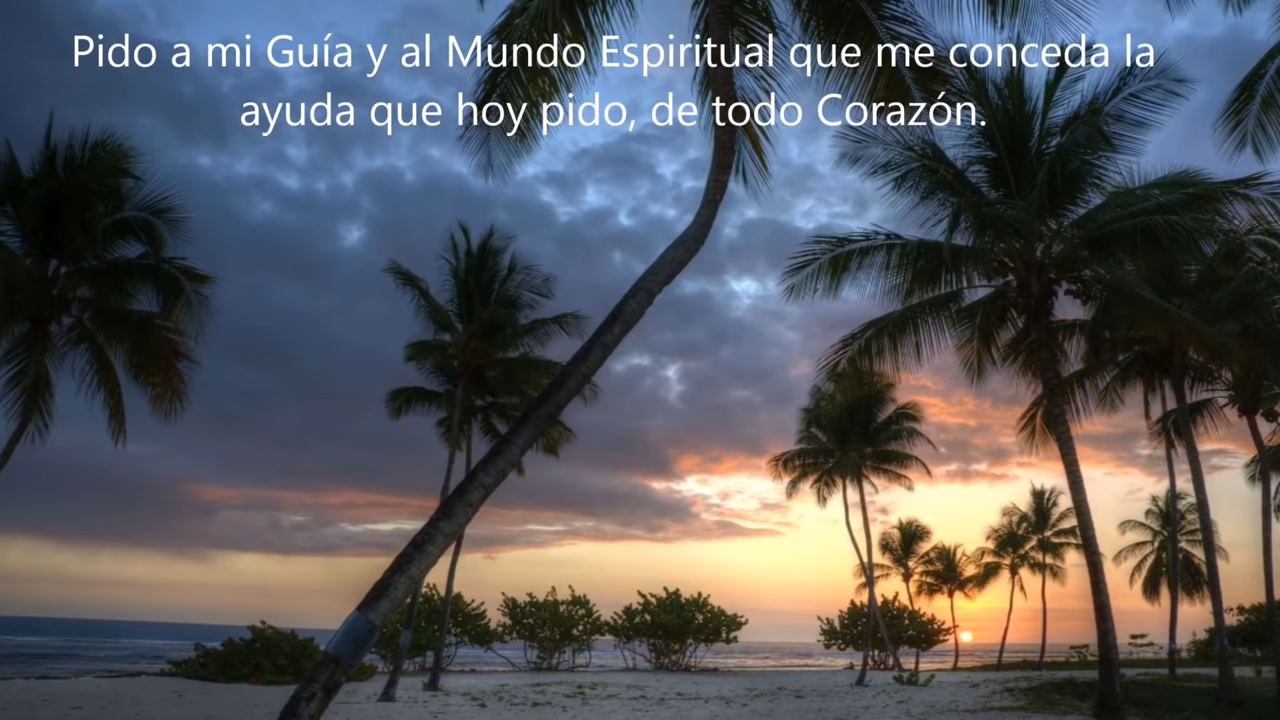 Pido a mi Guía y al Mundo Espiritual que me conceda la
ayuda que hoy pido, de todo Corazón.